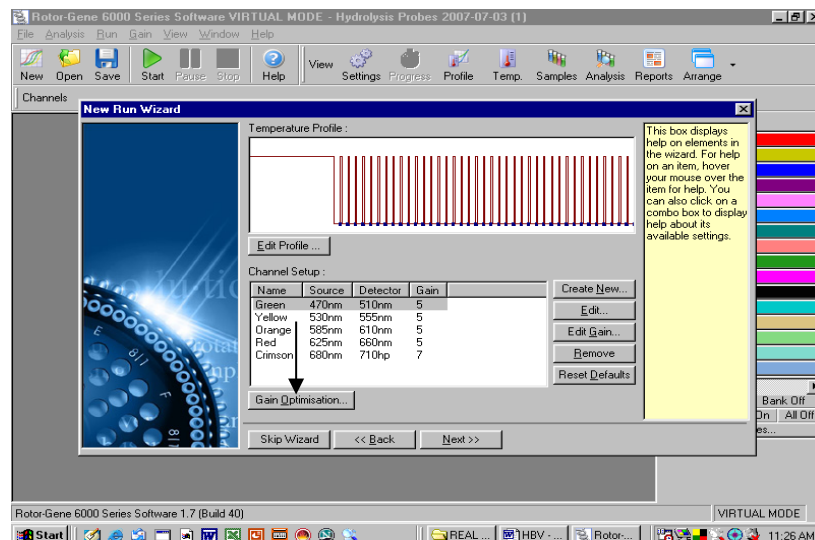 Rotor-Gene 6000 Series Software VIRTUAL MODE - Hydrolysis Probes 2007-07-03 (1)
File Analysis Run Gain View Window Help
New Open Save Start Pause Stop Help View Settings Progress Profile Temp. Samples Analysis Reports Arrange
Channels
New Run Wizard
Temperature Profile :
Edit Profile ...
Channel Setup :
Name Source Detector Gain
Green 470nm 510nm 5
Yellow 530nm 555nm 5
Orange 585nm 610nm 5
Red 625nm 660nm 5
Crimson 680nm 710hp 7
Create New...
Edit...
Edit Gain...
Remove
Reset Defaults
Gain Optimisation...
Skip Wizard << Back Next >>
This box displays
help on elements in
the wizard. For help
on an item, hover
your mouse over the
item for help. You
can also click on a
combo box to display
help about its
available settings.
Bank Off
On All Off
es...
Rotor-Gene 6000 Series Software 1.7 (Build 40)
VIRTUAL MODE
Start REAL ... HBV - ... Rotor-... 11:26 AM